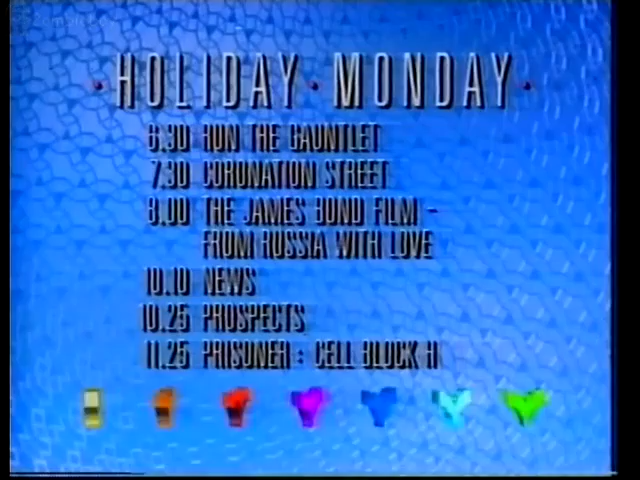 · HOLIDAY · MONDAY ·
6.30 RUN THE GAUNTLET
7.30 CORONATION STREET
8.00 THE JAMES BOND FILM –
FROM RUSSIA WITH LOVE
10.10 NEWS
10.25 PROSPECTS
11.25 PRISONER : CELL BLOCK H